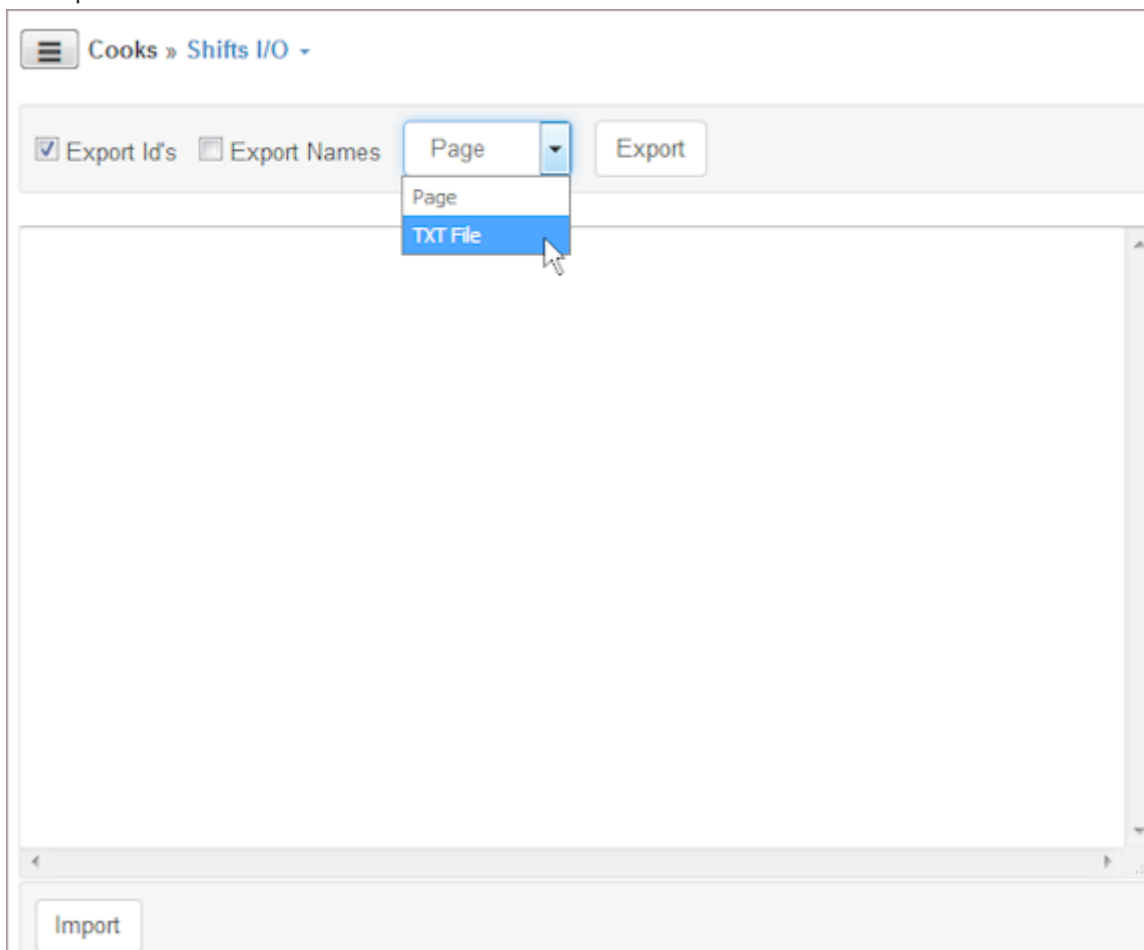 Cooks » Shifts I/O
Export Id's Export Names Page Export
Page
TXT File
Import